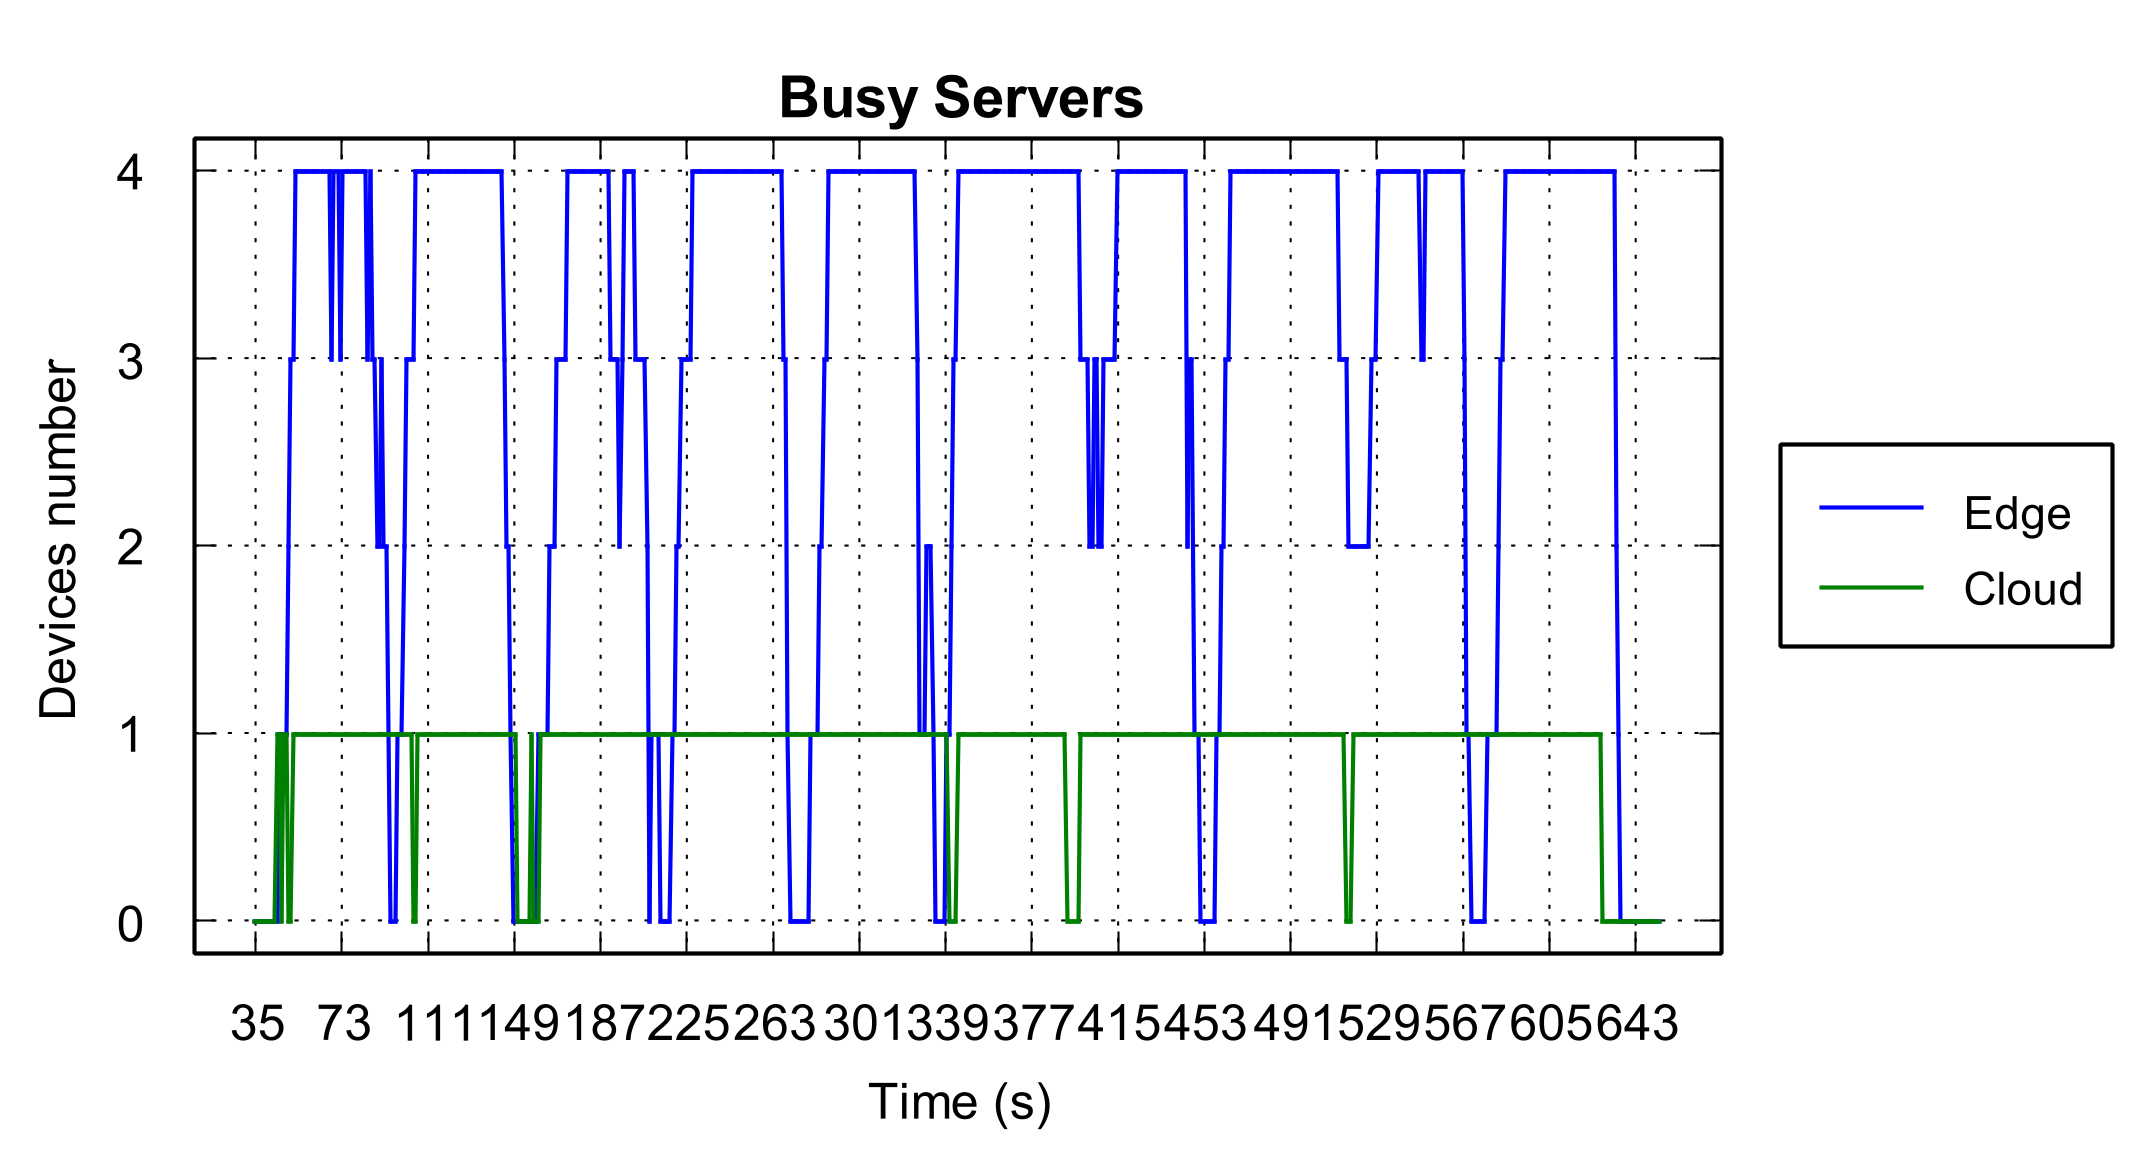 Busy Servers
4
3
2
1
0
Devices number
35 73 111 149 187 225 263 301 339 377 415 453 491 529 567 605 643
Time (s)
Edge
Cloud